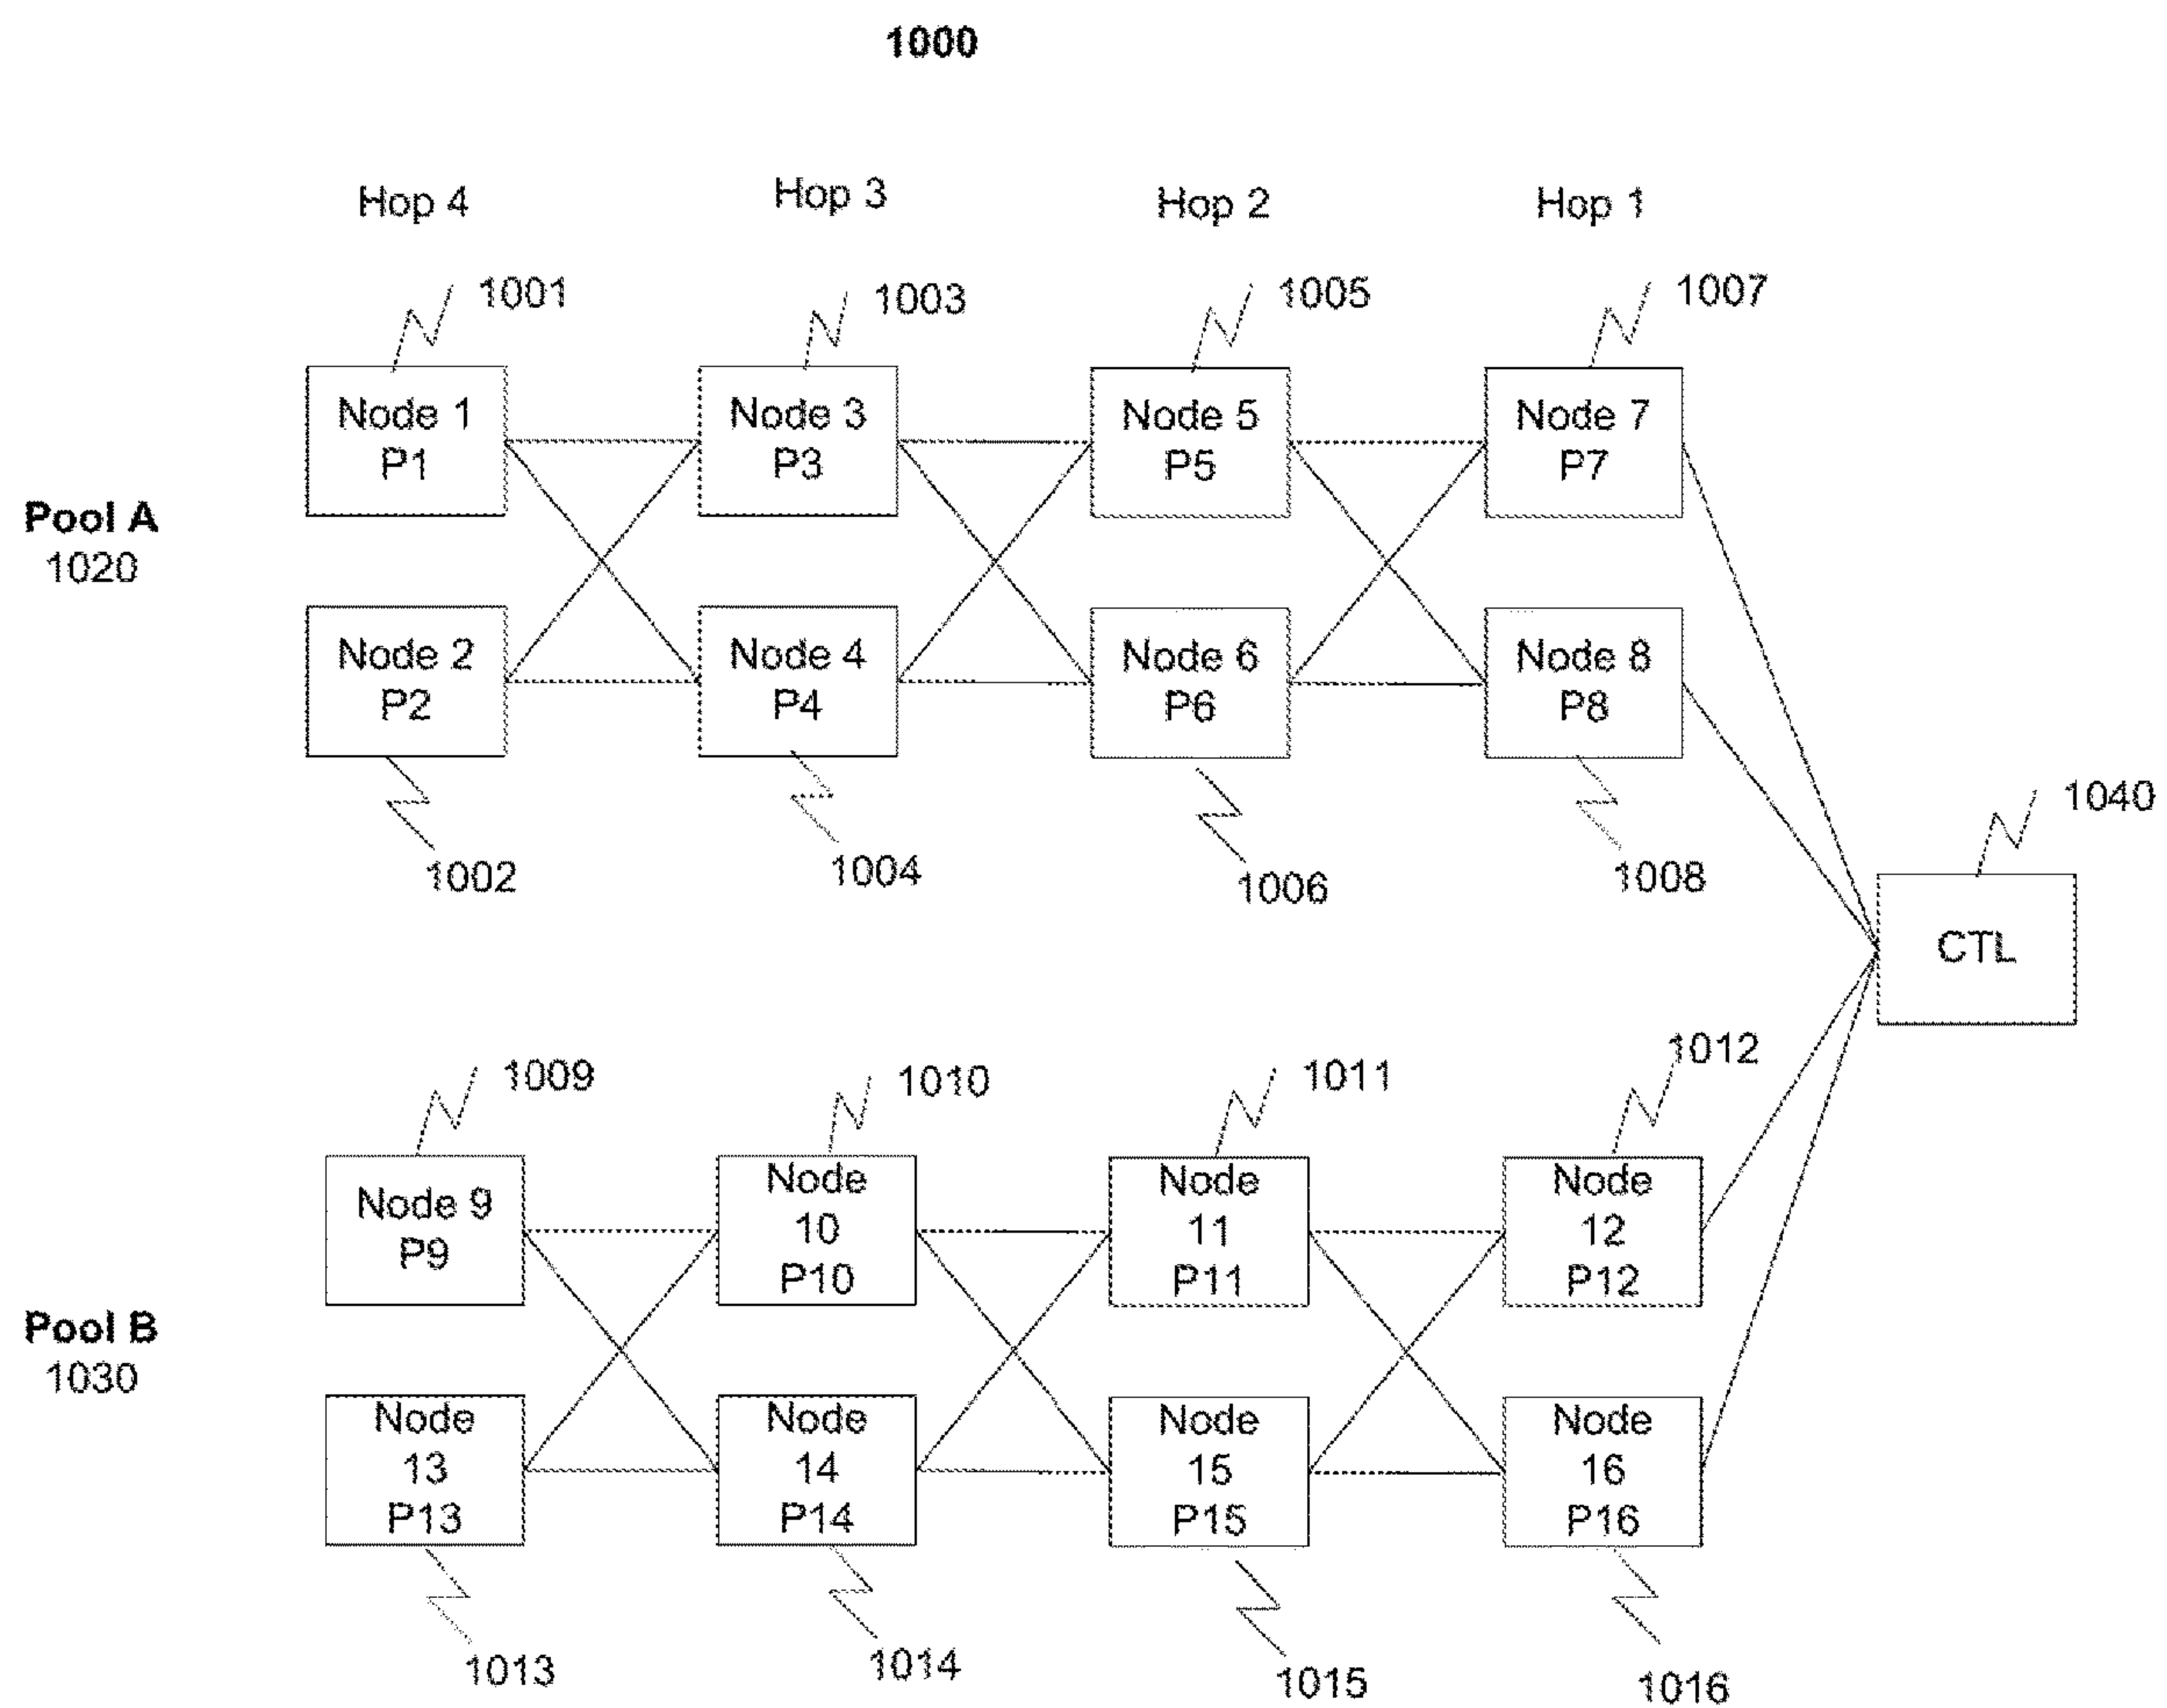 1000
Hop 4 Hop 3 Hop 2 Hop 1
1001 1003 1005 1007
Node 1 Node 3 Node 5 Node 7
P1 P3 P5 P7
Pool A
1020
Node 2 Node 4 Node 6 Node 8
P2 P4 P6 P8
1002 1004 1006 1008
1040
CTL
1009 1010 1011 1012
Node 9
P9
Node
10
P10
Node
11
P11
Node
12
P12
Pool B
1030
Node
13
P13
Node
14
P14
Node
15
P15
Node
16
P16
1013 1014 1015 1016